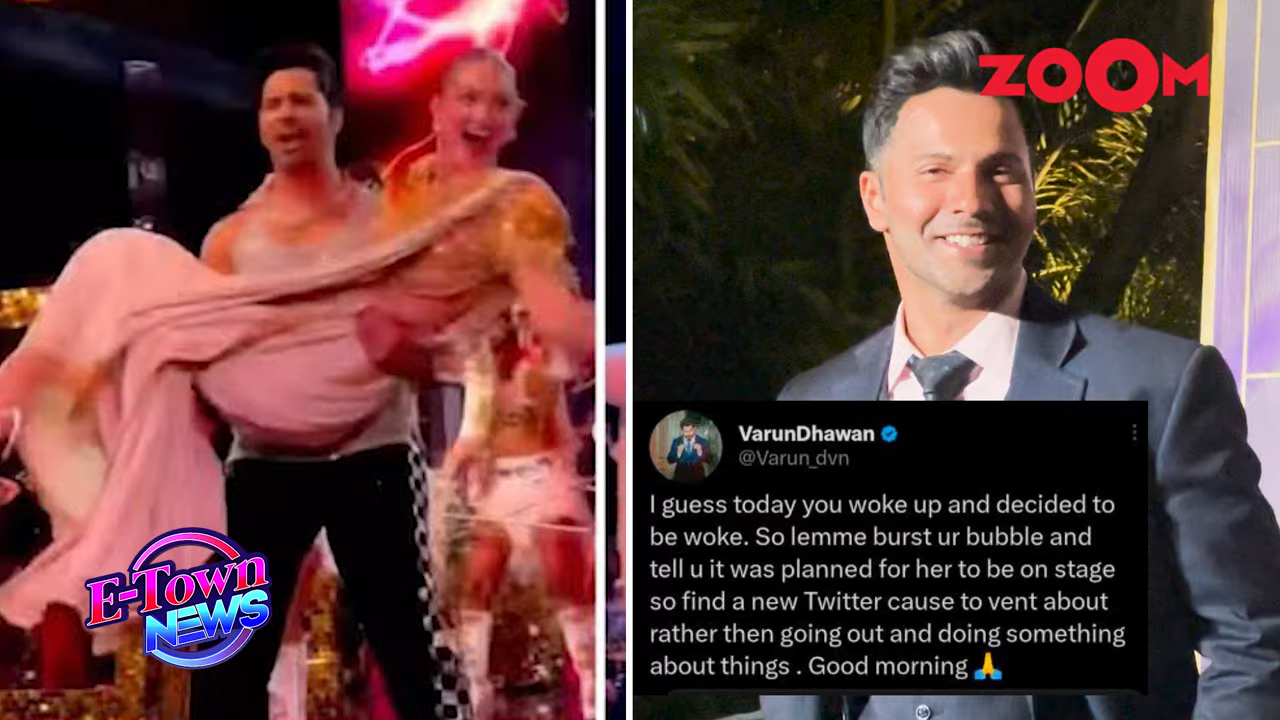 ZOOM
VarunDhawan
@Varun_dvn
I guess today you woke up and decided to
be woke. So lemme burst ur bubble and
tell u it was planned for her to be on stage
so find a new Twitter cause to vent about
rather then going out and doing something
about things . Good morning 🙏
E-Town
NEWS